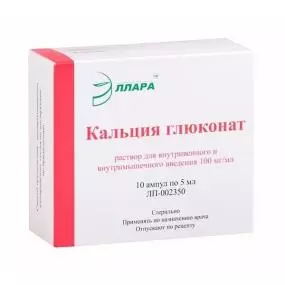 ЭЛЛАРА
Кальция глюконат
раствор для внутривенного и
внутримышечного введения 100 мг/мл
10 ампул по 5 мл
ЛП-002350
Стерильно
Применять по назначению врача
Отпускают по рецепту